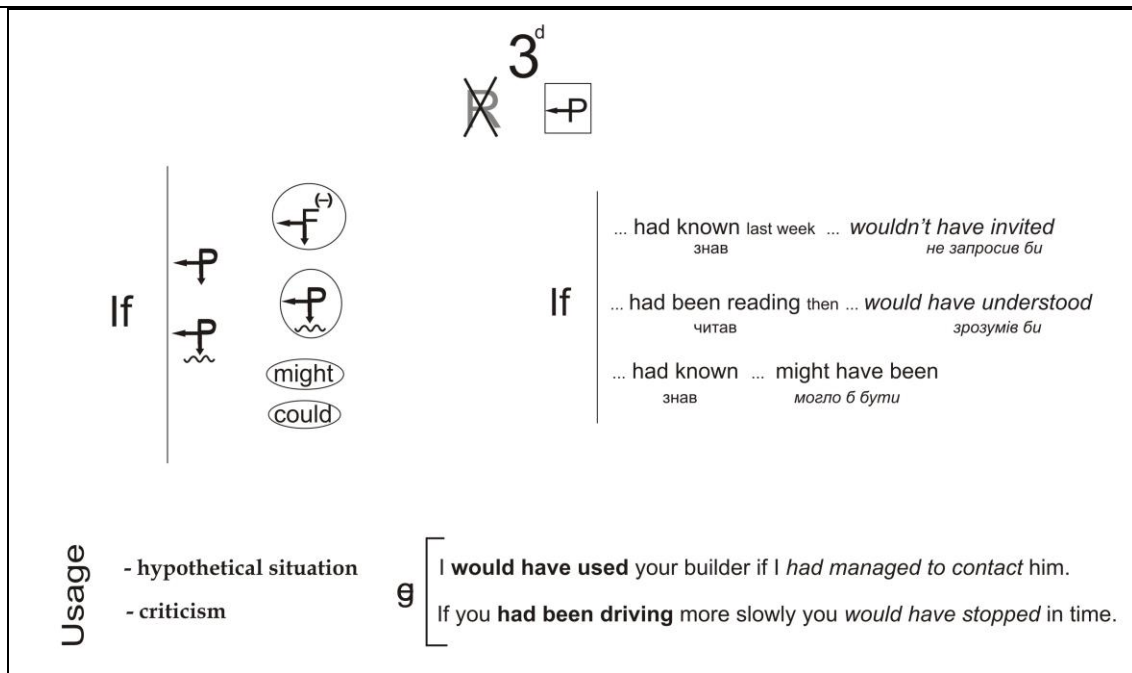 3d
R P
If
P
P
F(-)
P
might
could
If
... had known last week ... wouldn't have invited
знав не запросив би
... had been reading then ... would have understood
читав зрозумів би
... had known ... might have been
знав могло б бути
Usage
- hypothetical situation
- criticism
eg
I would have used your builder if I had managed to contact him.
If you had been driving more slowly you would have stopped in time.